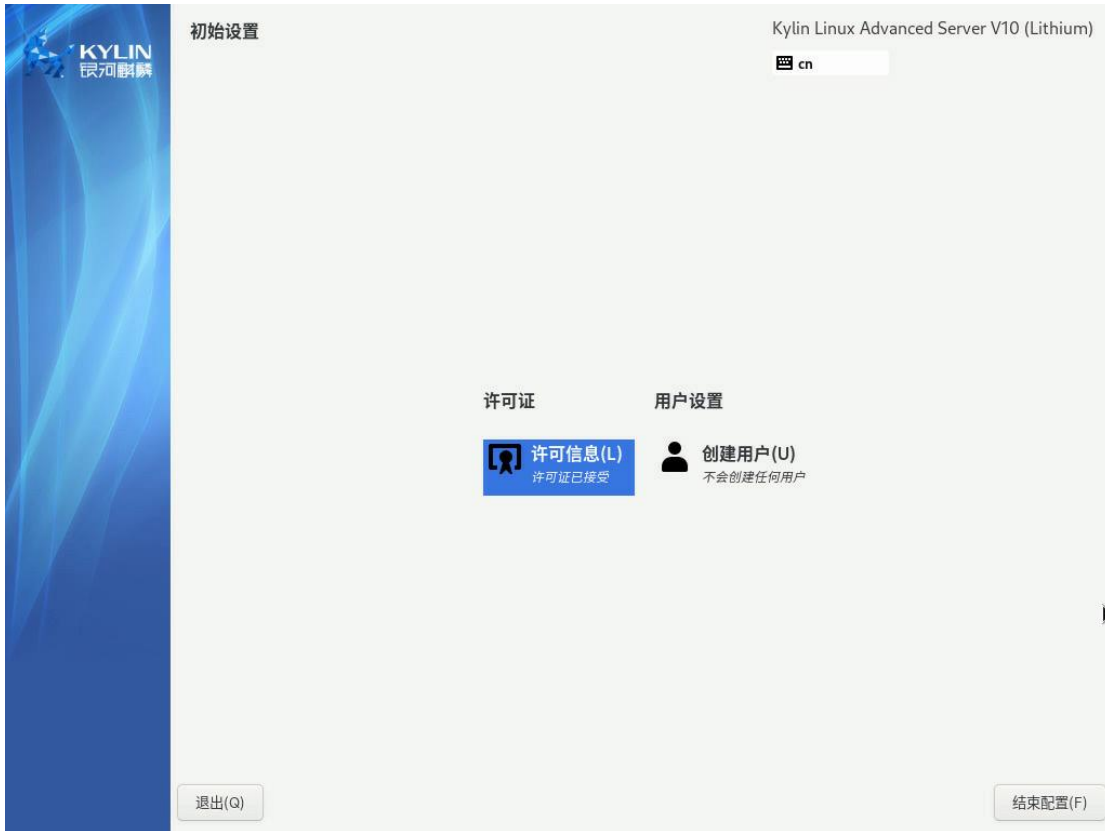 KYLIN
银河麒麟
初始设置
Kylin Linux Advanced Server V10 (Lithium)
cn
许可证
用户设置
许可信息(L)
许可证已接受
创建用户(U)
不会创建任何用户
退出(Q)
结束配置(F)